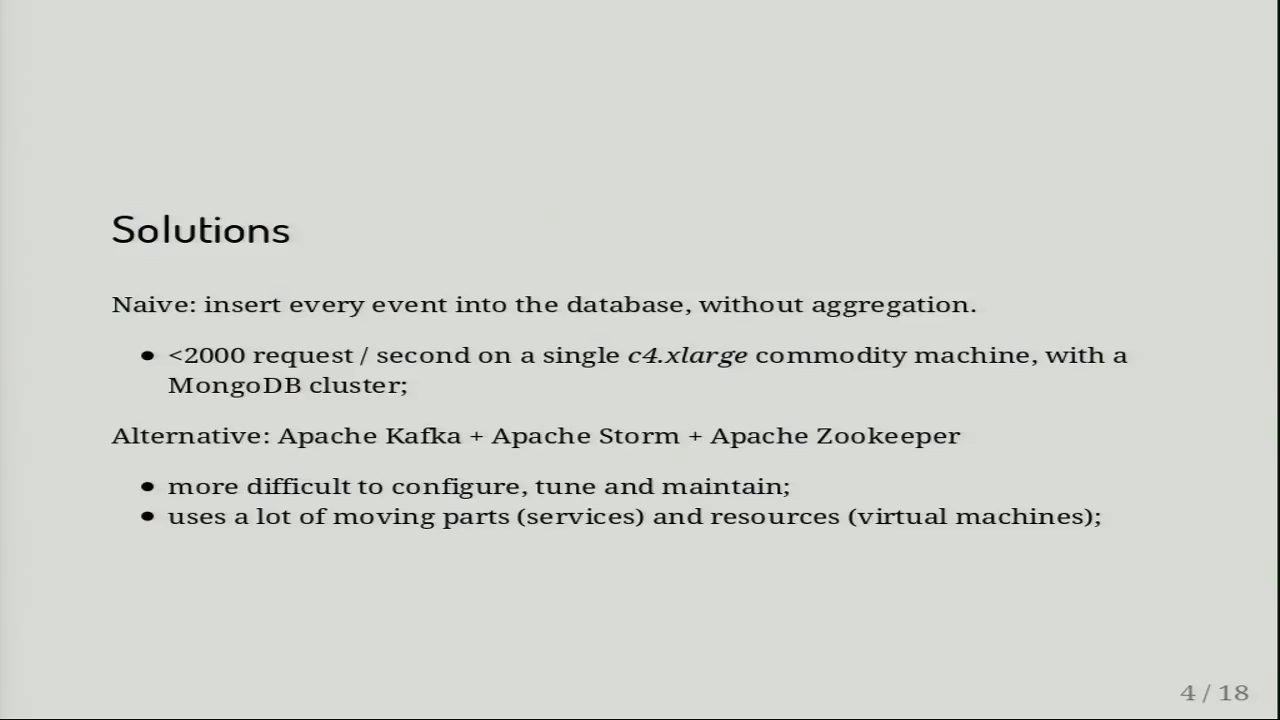 Solutions
Naive: insert every event into the database, without aggregation.
● <2000 request / second on a single c4.xlarge commodity machine, with a
MongoDB cluster;
Alternative: Apache Kafka + Apache Storm + Apache Zookeeper
● more difficult to configure, tune and maintain;
● uses a lot of moving parts (services) and resources (virtual machines);
4 / 18